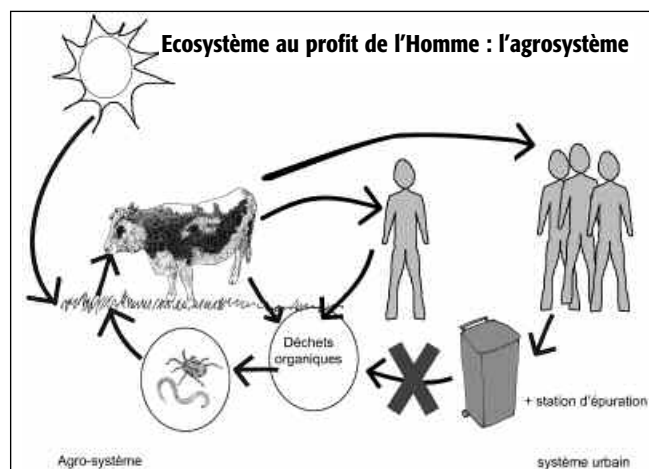 Ecosystème au profit de l'Homme : l'agrosystème
Déchets
organiques
+ station d'épuration
Agro-système
système urbain